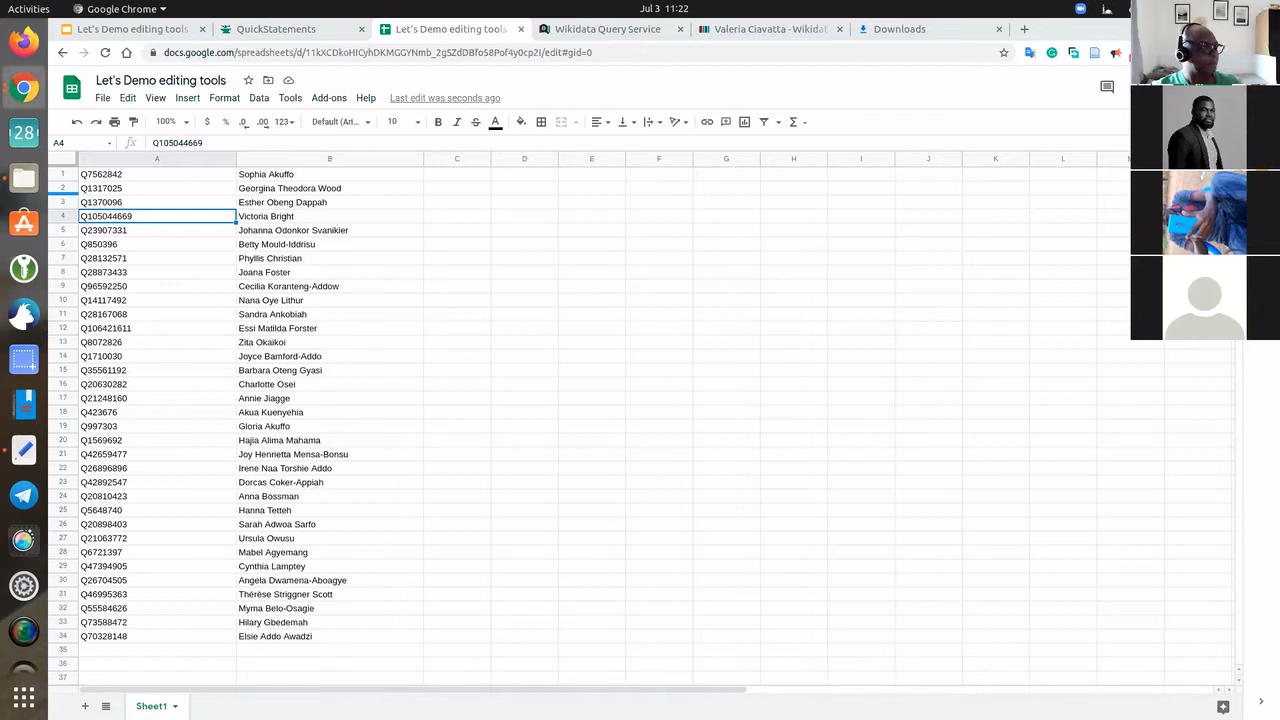 Activities
Google Chrome
Jul 3 11:22
Let's Demo editing tools
QuickStatements
Let's Demo editing tools
Wikidata Query Service
Valeria Ciavatta - Wikidat
Downloads
docs.google.com/spreadsheets/d/11kXCDkoHICyhDKMGGYNmb_2gSZdDBfo58Pof4y0cp2I/edit#gid=0
Let's Demo editing tools
File Edit View Insert Format Data Tools Add-ons Help Last edit was seconds ago
100% $ % .0 .00 123 Default (Ari... 10 B I S A
A4 fx Q105044669
A B C D E F G H I J K L
1 Q7562842 Sophia Akuffo
2 Q1317025 Georgina Theodora Wood
3 Q1370096 Esther Obeng Dappah
4 Q105044669 Victoria Bright
5 Q23907331 Johanna Odonkor Svanikier
6 Q850396 Betty Mould-Iddrisu
7 Q28132571 Phyllis Christian
8 Q28873433 Joana Foster
9 Q96592250 Cecilia Koranteng-Addow
10 Q14117492 Nana Oye Lithur
11 Q28167068 Sandra Ankobiah
12 Q106421611 Essi Matilda Forster
13 Q8072826 Zita Okaikoi
14 Q1710030 Joyce Bamford-Addo
15 Q35561192 Barbara Oteng Gyasi
16 Q20630282 Charlotte Osei
17 Q21248160 Annie Jiagge
18 Q423676 Akua Kuenyehia
19 Q997303 Gloria Akuffo
20 Q1569692 Hajia Alima Mahama
21 Q42659477 Joy Henrietta Mensa-Bonsu
22 Q26896896 Irene Naa Torshie Addo
23 Q42892547 Dorcas Coker-Appiah
24 Q20810423 Anna Bossman
25 Q5648740 Hanna Tetteh
26 Q20898403 Sarah Adwoa Sarfo
27 Q21063772 Ursula Owusu
28 Q6721397 Mabel Agyemang
29 Q47394905 Cynthia Lamptey
30 Q26704505 Angela Dwamena-Aboagye
31 Q46995363 Thérèse Striggner Scott
32 Q55584626 Myma Belo-Osagie
33 Q73588472 Hilary Gbedemah
34 Q70328148 Elsie Addo Awadzi
35
36
37
28
Sheet1